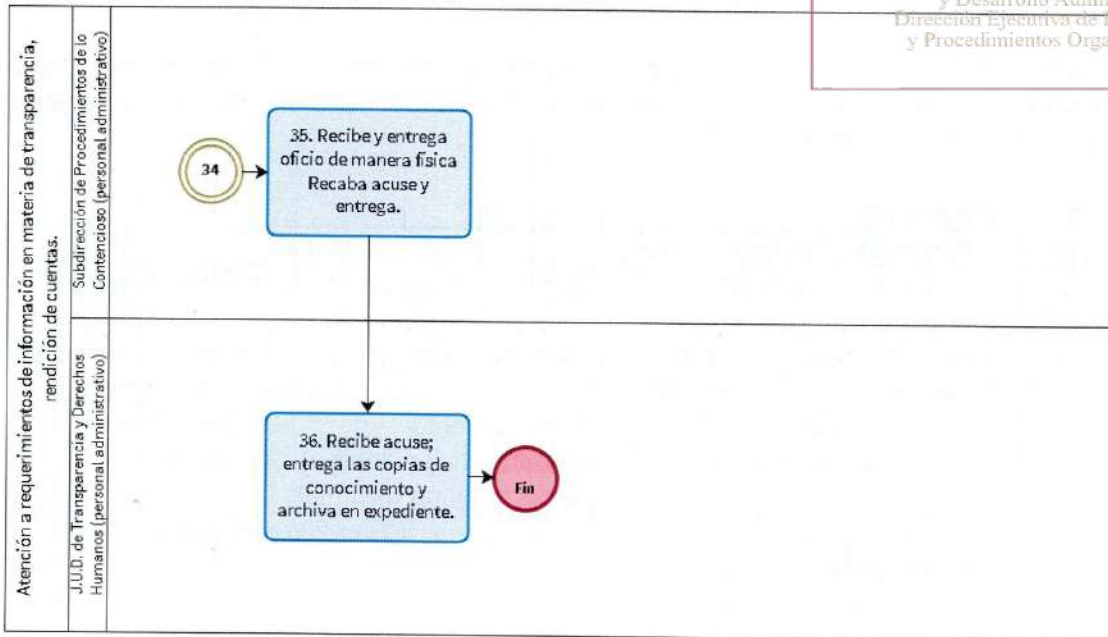 y Desarrollo
Dirección Ejecutiva de
y Procedimientos
Atención a requerimientos de información en materia de transparencia,
rendición de cuentas.
Subdirección de Procedimientos de lo
Contencioso (personal administrativo)
34
35. Recibe y entrega
oficio de manera física
Recaba acuse y
entrega.
J.U.D. de Transparencia y Derechos
Humanos (personal administrativo)
36. Recibe acuse;
entrega las copias de
conocimiento y
archiva en expediente.
Fin